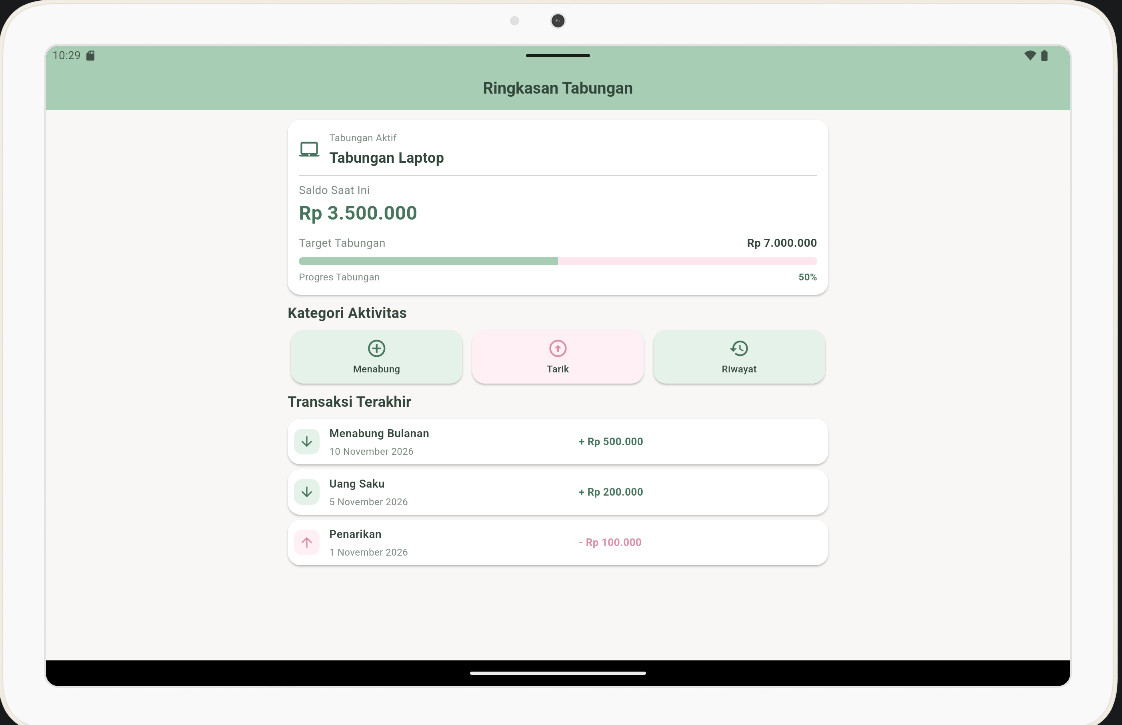 10:29
Ringkasan Tabungan
Tabungan Aktif
Tabungan Laptop
Saldo Saat Ini
Rp 3.500.000
Target Tabungan Rp 7.000.000
Progres Tabungan 50%
Kategori Aktivitas
Menabung Tarik Riwayat
Transaksi Terakhir
Menabung Bulanan
+ Rp 500.000
10 November 2026
Uang Saku
+ Rp 200.000
5 November 2026
Penarikan
- Rp 100.000
1 November 2026